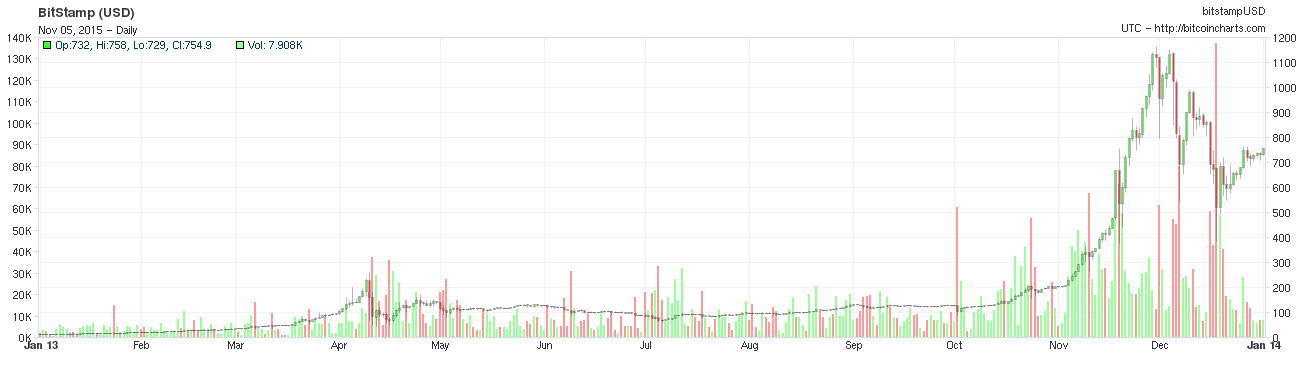 BitStamp (USD)
bitstampUSD
Nov 05, 2015 - Daily
UTC - http://bitcoincharts.com
Op:732, Hi:758, Lo:729, Cl:754.9
Vol: 7.908K
140K
130K
120K
110K
100K
90K
80K
70K
60K
50K
40K
30K
20K
10K
0K
1200
1100
1000
900
800
700
600
500
400
300
200
100
0
Jan 13
Feb
Mar
Apr
May
Jun
Jul
Aug
Sep
Oct
Nov
Dec
Jan 14